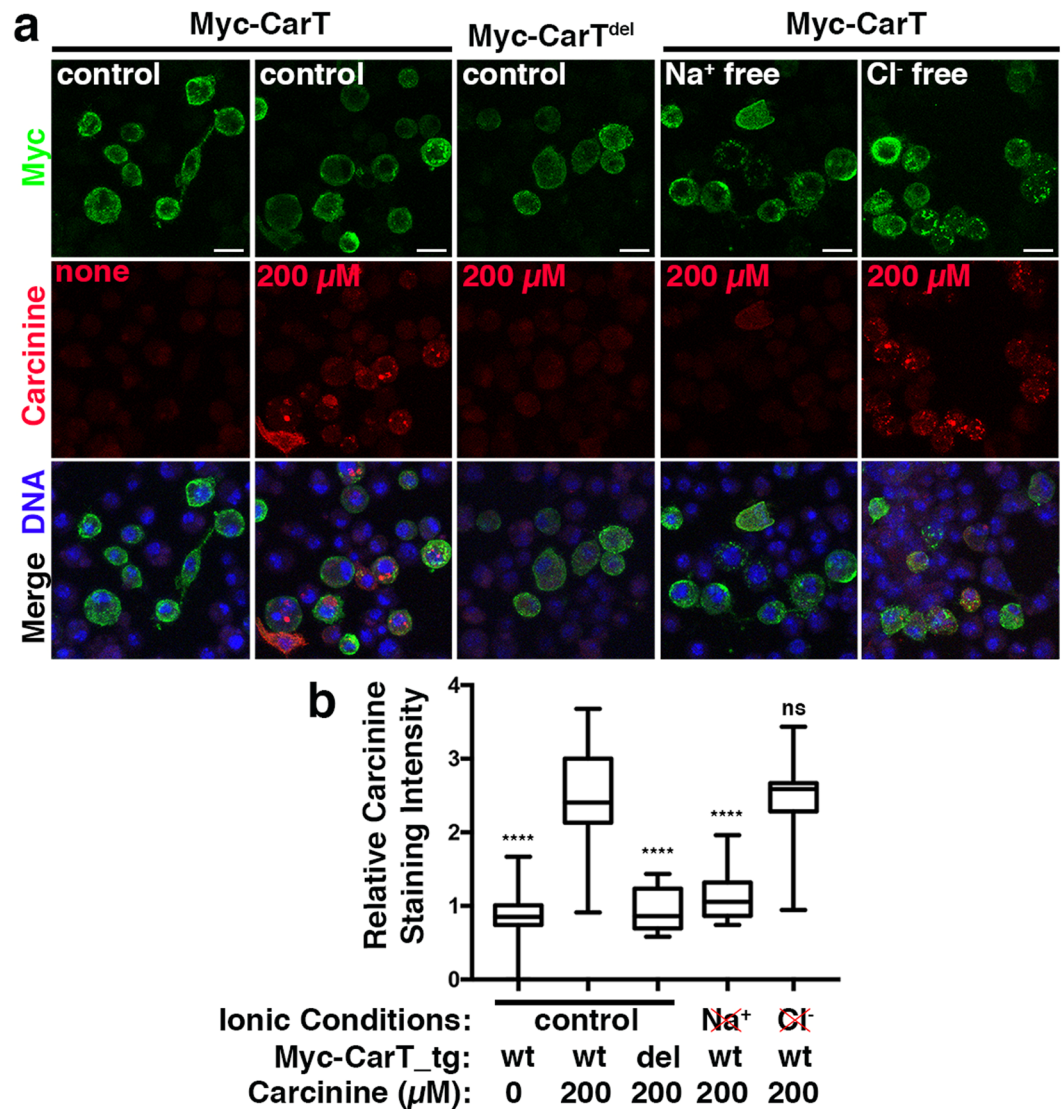 a
Myc-CarT Myc-CarTdel Myc-CarT
control control control Na+ free Cl- free
Myc
none 200 µM 200 µM 200 µM 200 µM
Carcinine
Merge DNA
b
Relative Carcinine
Staining Intensity
4
3
2
1
0
**** **** **** ns
Ionic Conditions: control Na+ Cl-
Myc-CarT_tg: wt wt del wt wt
Carcinine (µM): 0 200 200 200 200